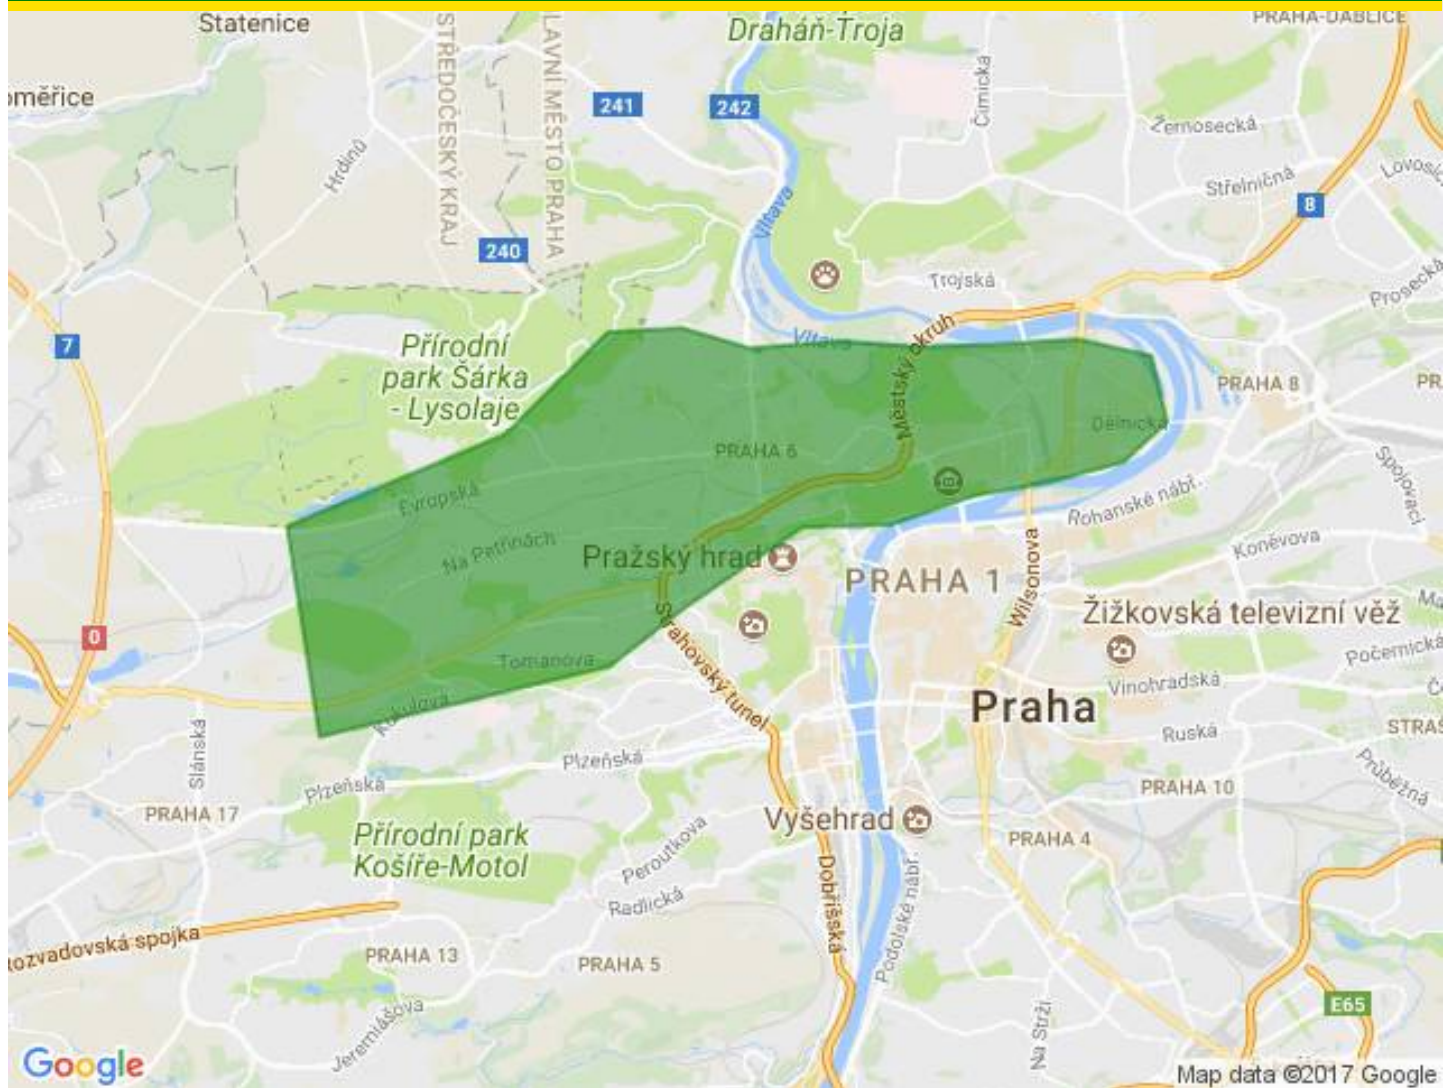 Statenice
STŘEDOČESKÝ KRAJ
HLAVNÍ MĚSTO PRAHA
Draháň-Troja
PRAHA-ĎÁBLICE
oměřice
241
242
Čimická
Žernosecká
Hrdinů
Lovosic
Střelničná
8
Vltava
240
Trojská
Prosecká
7
Přírodní
park Šárka
- Lysolaje
Vltava
Městský okruh
PRAHA 8
PR
Dělnická
PRAHA 6
Evropská
Rohanské nábř.
Spojovací
Na Petřinách
Pražský hrad
PRAHA 1
Wilsonova
Koněvova
Žižkovská televizní věž
Ma
0
Strahovský tunel
Tomanova
Počernická
Vinohradská
Če
Kukulova
Praha
Ruská
STRAŠ
Slánská
Plzeňská
Plzeňská
Průběžná
PRAHA 10
PRAHA 17
Vyšehrad
Přírodní park
Košíře-Motol
PRAHA 4
Peroutkova
Radlická
Dobříšská
Podolské nábř.
Rozvadovská spojka
PRAHA 13
PRAHA 5
Jeremiášova
Na Strži
E65
Google
Map data ©2017 Google